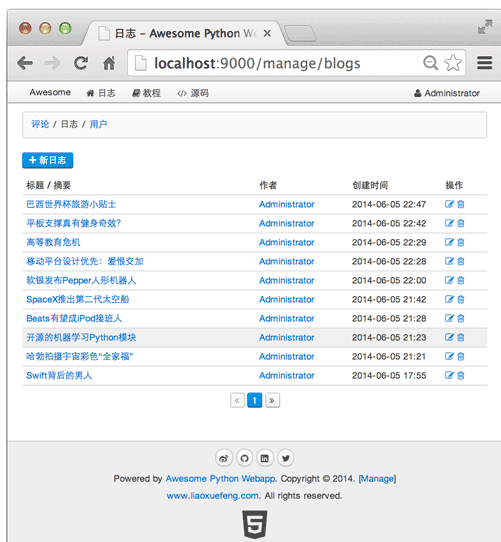 日志 - Awesome Python We
localhost:9000/manage/blogs
Awesome 日志 教程 源码 Administrator
评论 / 日志 / 用户
+ 新日志
标题 / 摘要 作者 创建时间 操作
巴西世界杯旅游小贴士 Administrator 2014-06-05 22:47
平板支撑真有健身奇效? Administrator 2014-06-05 22:42
高等教育危机 Administrator 2014-06-05 22:29
移动平台设计优先：爱恨交加 Administrator 2014-06-05 22:28
软银发布Pepper人形机器人 Administrator 2014-06-05 22:00
SpaceX推出第二代太空船 Administrator 2014-06-05 21:42
Beats有望成iPod接班人 Administrator 2014-06-05 21:28
开源的机器学习Python模块 Administrator 2014-06-05 21:23
哈勃拍摄宇宙彩色“全家福” Administrator 2014-06-05 21:21
Swift背后的男人 Administrator 2014-06-05 17:55
« 1 »
Powered by Awesome Python Webapp. Copyright © 2014. [Manage]
www.liaoxuefeng.com. All rights reserved.
5